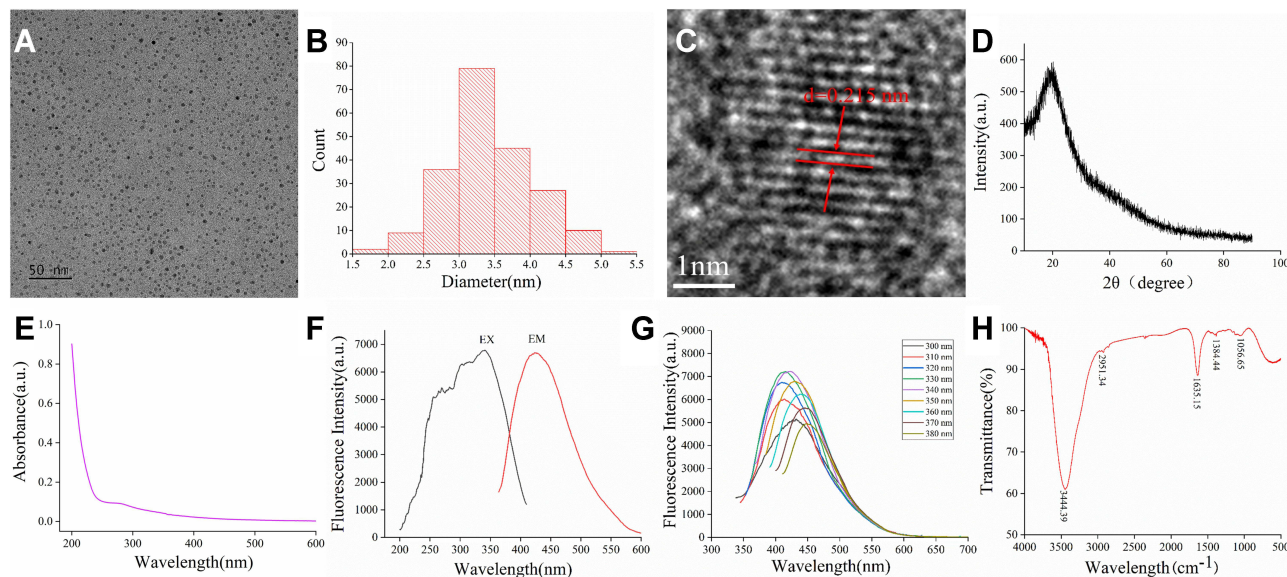 A
50 nm
B
90
80
70
60
50
40
30
20
10
0
Count
1.5 2.0 2.5 3.0 3.5 4.0 4.5 5.0 5.5
Diameter(nm)
C
d=0.215 nm
1nm
D
600
500
400
300
200
100
0
Intensity(a.u.)
20 40 60 80 100
2θ（degree）
E
1.0
0.8
0.6
0.4
0.2
0.0
Absorbance(a.u.)
200 300 400 500 600
Wavelength(nm)
F
EX EM
7000
6000
5000
4000
3000
2000
1000
0
Fluorescence Intensity(a.u.)
200 250 300 350 400 450 500 550 600
Wavelength(nm)
G
9000
8000
7000
6000
5000
4000
3000
2000
1000
0
Fluorescence Intensity(a.u.)
300 nm
310 nm
320 nm
330 nm
340 nm
350 nm
360 nm
370 nm
380 nm
300 350 400 450 500 550 600 650 700
Wavelength(nm)
H
100
90
80
70
60
50
Transmittance(%)
3444.39
2951.34
1635.15
1384.44
1056.65
4000 3500 3000 2500 2000 1500 1000 500
Wavelength(cm-1)